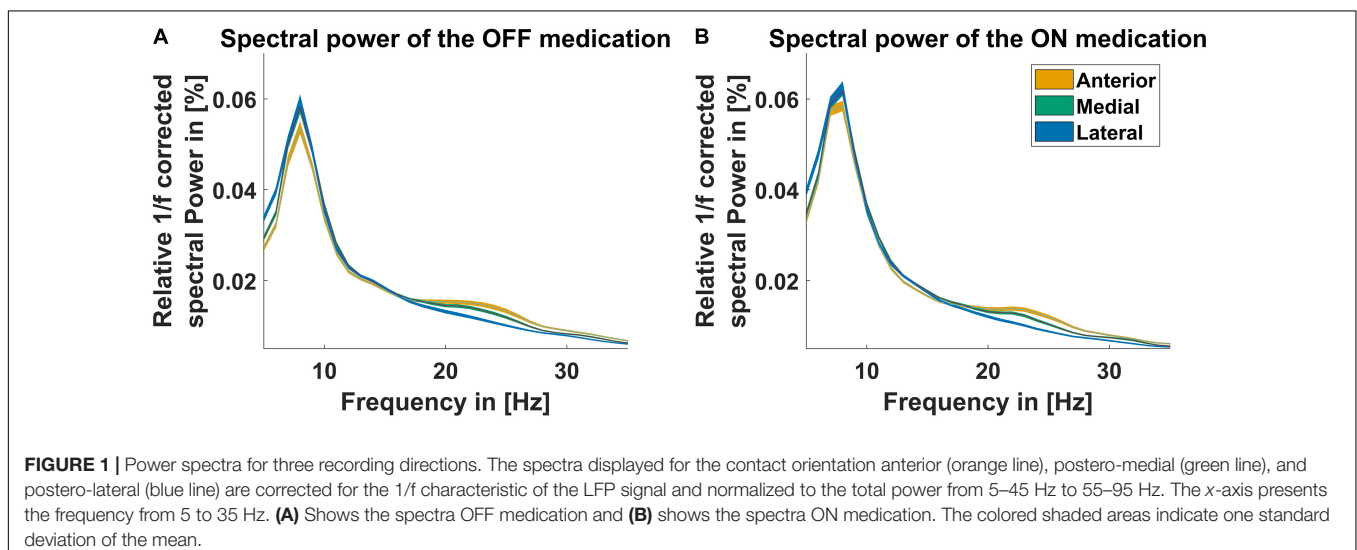 A
Spectral power of the OFF medication
Relative 1/f corrected
spectral Power in [%]
0.06
0.04
0.02
10
20
30
Frequency in [Hz]
B
Spectral power of the ON medication
Relative 1/f corrected
spectral Power in [%]
0.06
0.04
0.02
10
20
30
Frequency in [Hz]
Anterior
Medial
Lateral
FIGURE 1 | Power spectra for three recording directions. The spectra displayed for the contact orientation anterior (orange line), postero-medial (green line), and
postero-lateral (blue line) are corrected for the 1/f characteristic of the LFP signal and normalized to the total power from 5–45 Hz to 55–95 Hz. The x-axis presents
the frequency from 5 to 35 Hz. (A) Shows the spectra OFF medication and (B) shows the spectra ON medication. The colored shaded areas indicate one standard
deviation of the mean.